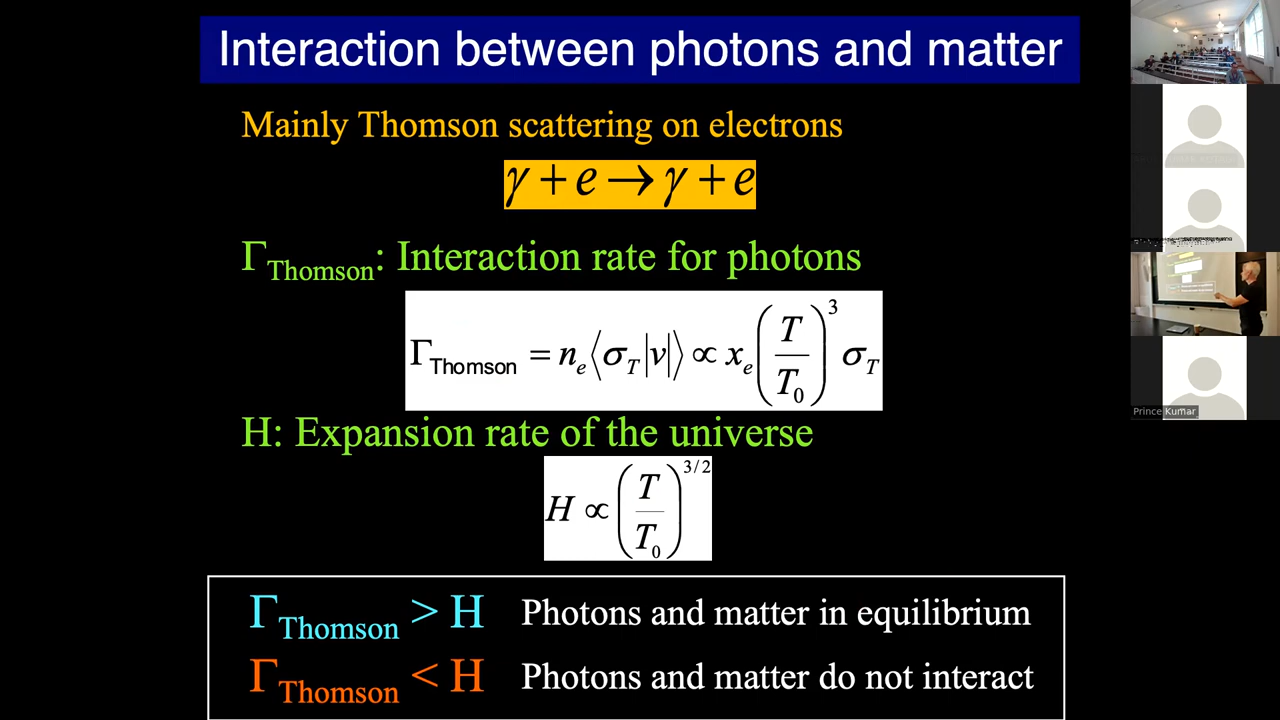 Interaction between photons and matter
Mainly Thomson scattering on electrons
γ + e → γ + e
Γ_Thomson: Interaction rate for photons
Γ_Thomson = n_e⟨σ_T|v|⟩ ∝ x_e(T/T_0)^3 σ_T
H: Expansion rate of the universe
H ∝ (T/T_0)^{3/2}
Γ_Thomson > H Photons and matter in equilibrium
Γ_Thomson < H Photons and matter do not interact
Prince Kumar